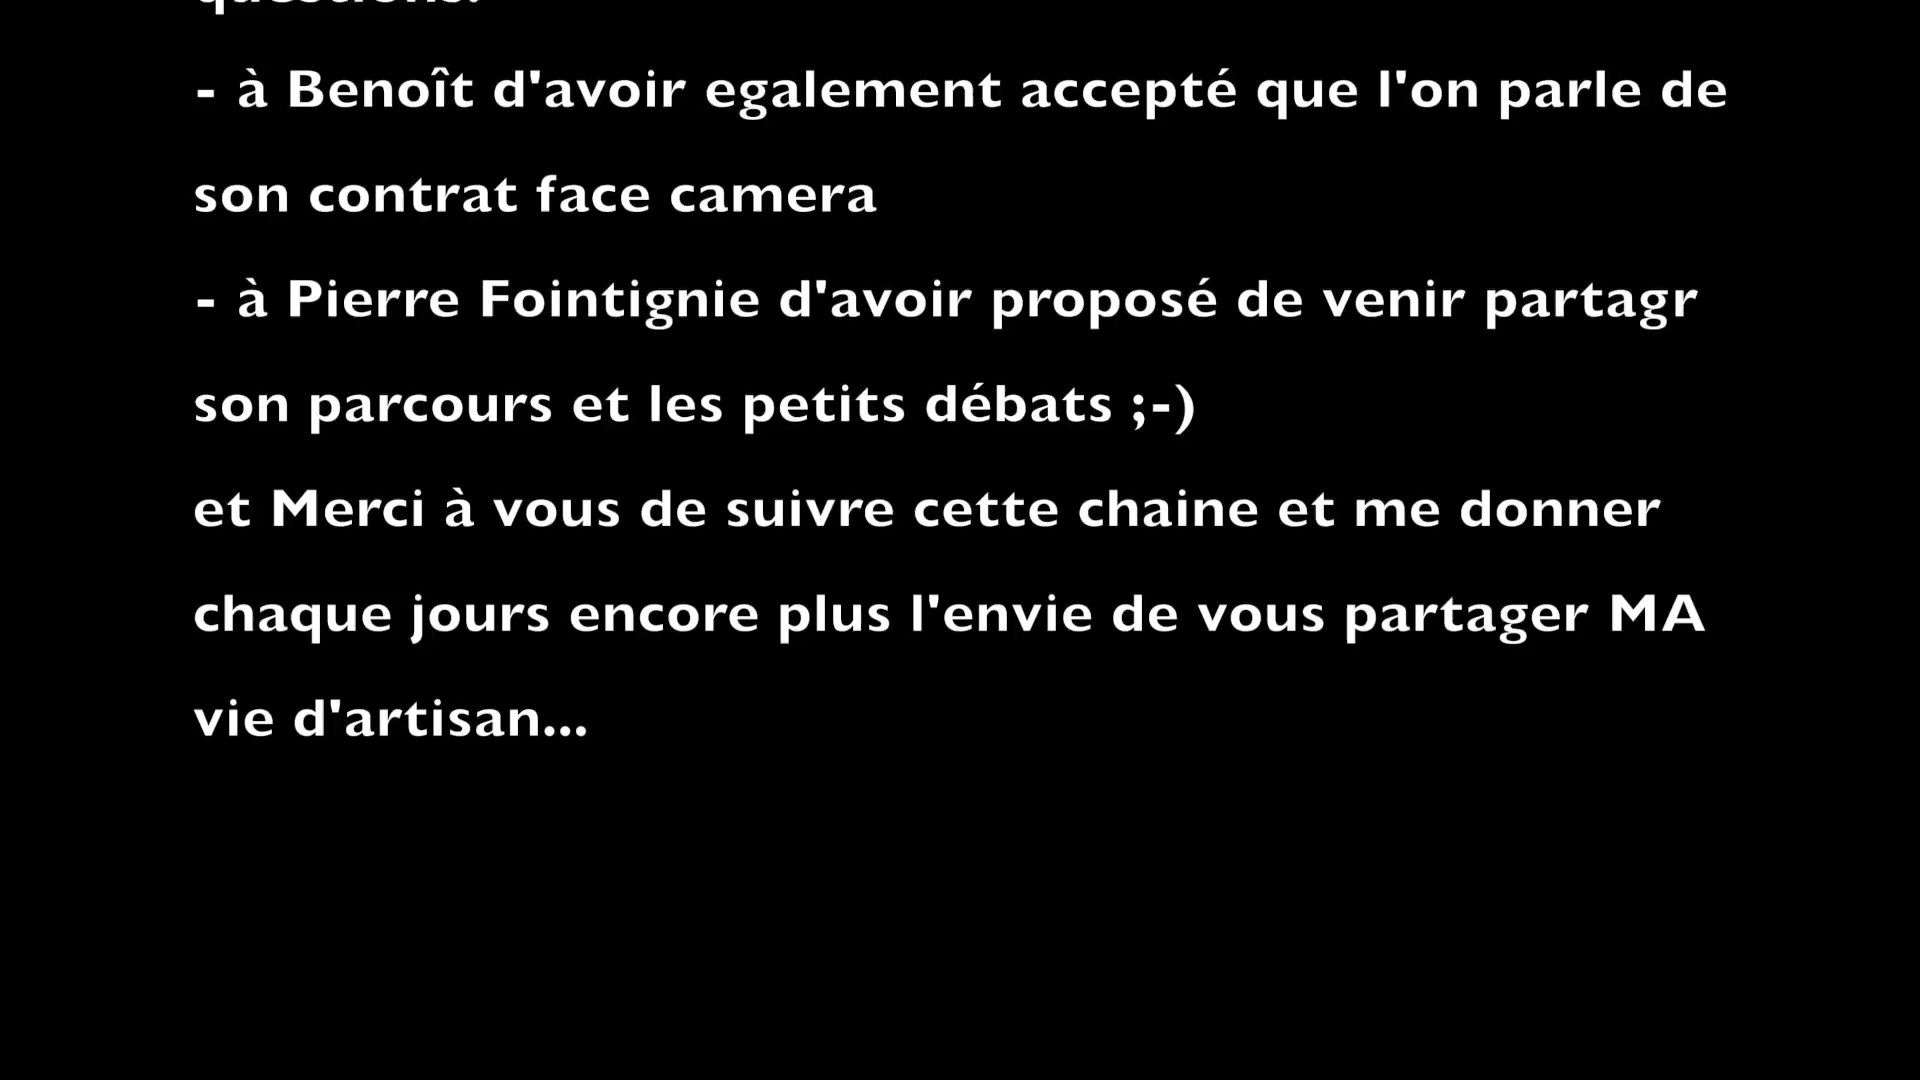 questions.
- à Benoît d'avoir egalement accepté que l'on parle de
son contrat face camera
- à Pierre Fointignie d'avoir proposé de venir partagr
son parcours et les petits débats ;-)
et Merci à vous de suivre cette chaine et me donner
chaque jours encore plus l'envie de vous partager MA
vie d'artisan...